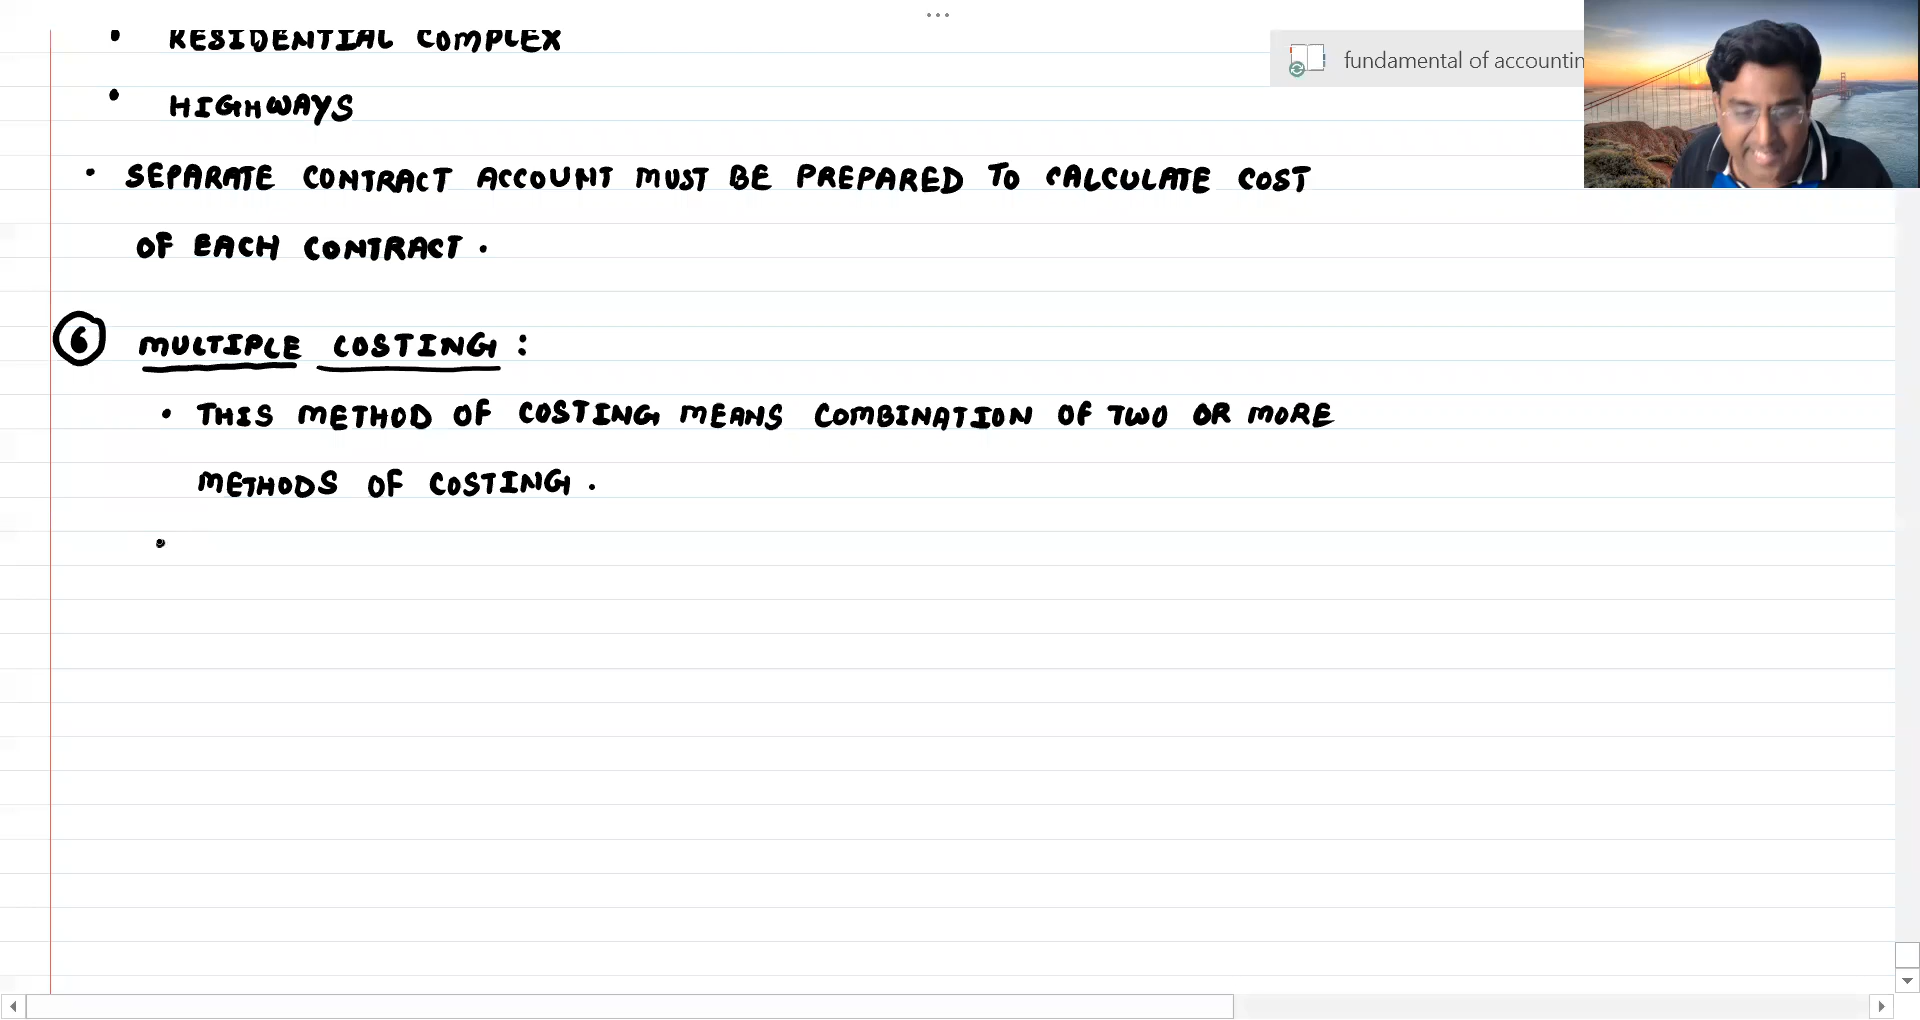 • RESIDENTIAL COMPLEX
fundamental of accountin
• HIGHWAYS
• SEPARATE CONTRACT ACCOUNT MUST BE PREPARED TO CALCULATE COST
OF EACH CONTRACT.
6 MULTIPLE COSTING:
• THIS METHOD OF COSTING MEANS COMBINATION OF TWO OR MORE
METHODS OF COSTING.
•